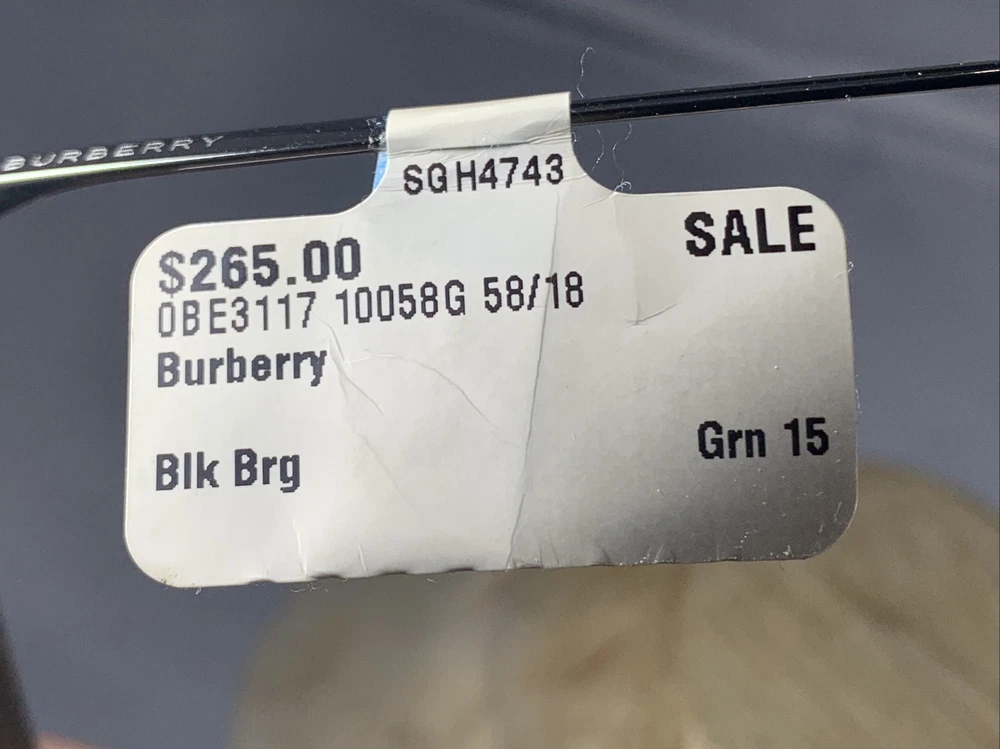 BURBERRY
SGH4743
$265.00
SALE
0BE3117 10058G 58/18
Burberry
Blk Brg
Grn 15